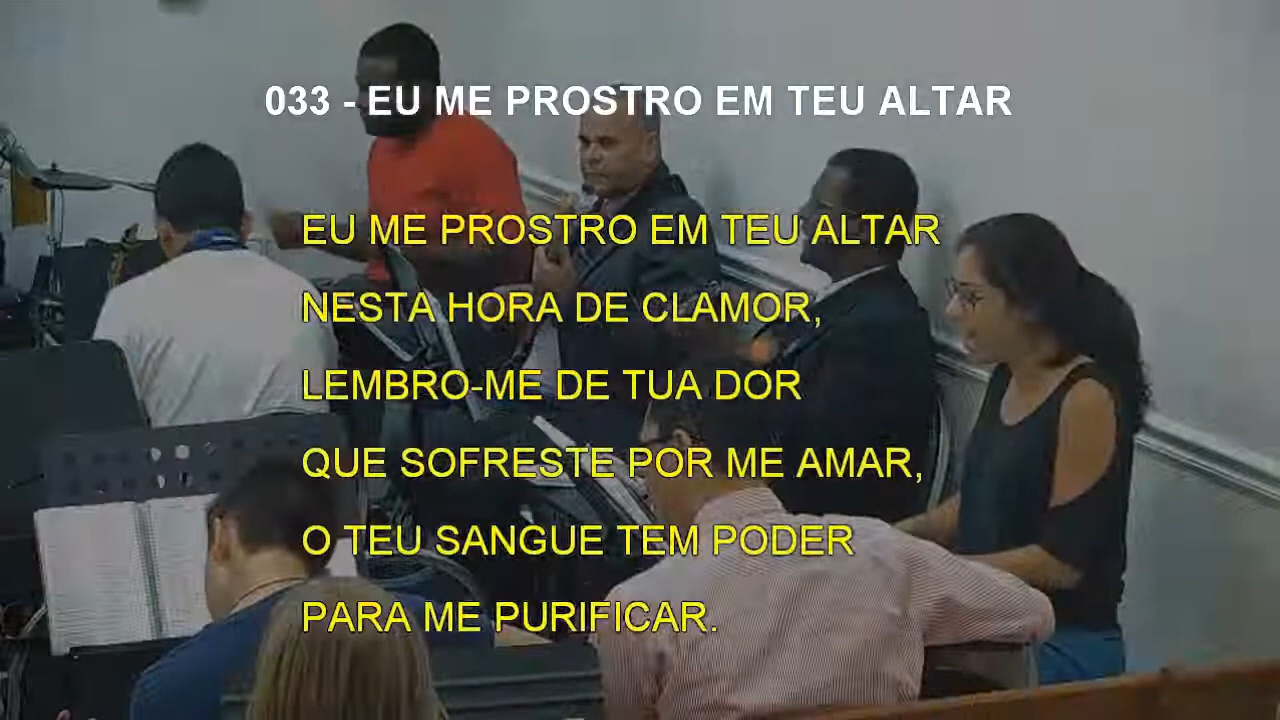 033 - EU ME PROSTRO EM TEU ALTAR
EU ME PROSTRO EM TEU ALTAR
NESTA HORA DE CLAMOR,
LEMBRO-ME DE TUA DOR
QUE SOFRESTE POR ME AMAR,
O TEU SANGUE TEM PODER
PARA ME PURIFICAR.